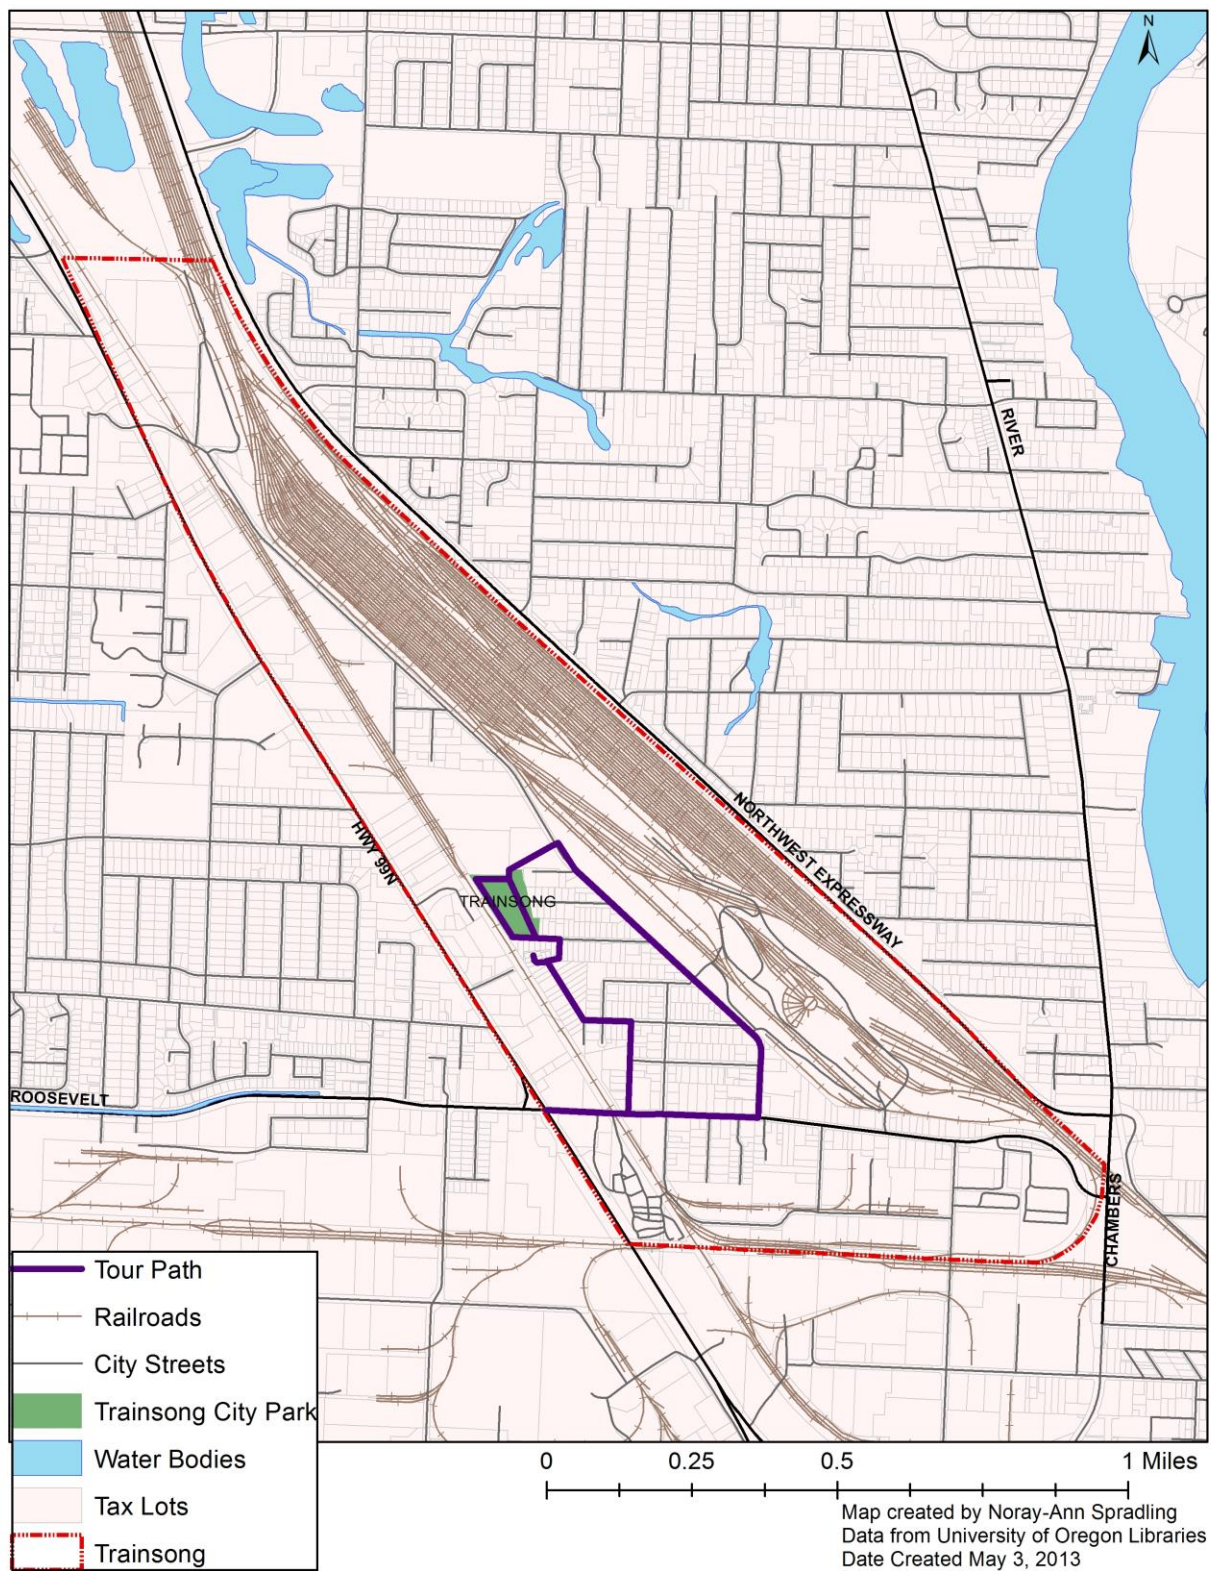 N
RIVER
NORTHWEST EXPRESSWAY
HWY 99N
TRAINSONG
ROOSEVELT
CHAMBERS
Tour Path
Railroads
City Streets
Trainsong City Park
Water Bodies
Tax Lots
Trainsong
0 0.25 0.5 1 Miles
Map created by Noray-Ann Spradling
Data from University of Oregon Libraries
Date Created May 3, 2013